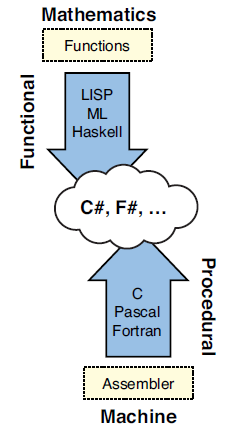 Mathematics
Functions
Functional
LISP
ML
Haskell
C#, F#, ...
C
Pascal
Fortran
Procedural
Assembler
Machine